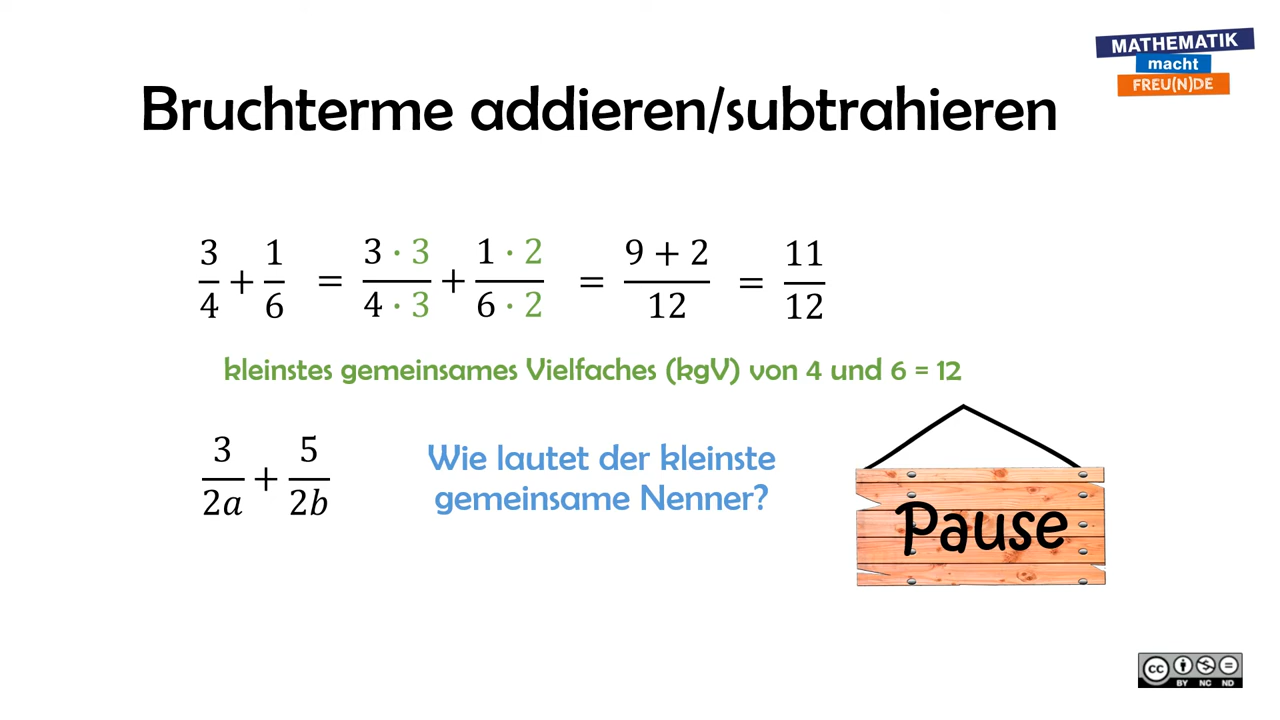 MATHEMATIK
macht
FREU(N)DE
Bruchterme addieren/subtrahieren
3/4 + 1/6 = 3 · 3/4 · 3 + 1 · 2/6 · 2 = 9 + 2/12 = 11/12
kleinstes gemeinsames Vielfaches (kgV) von 4 und 6 = 12
3/2a + 5/2b
Wie lautet der kleinste
gemeinsame Nenner?
Pause
CC BY NC ND